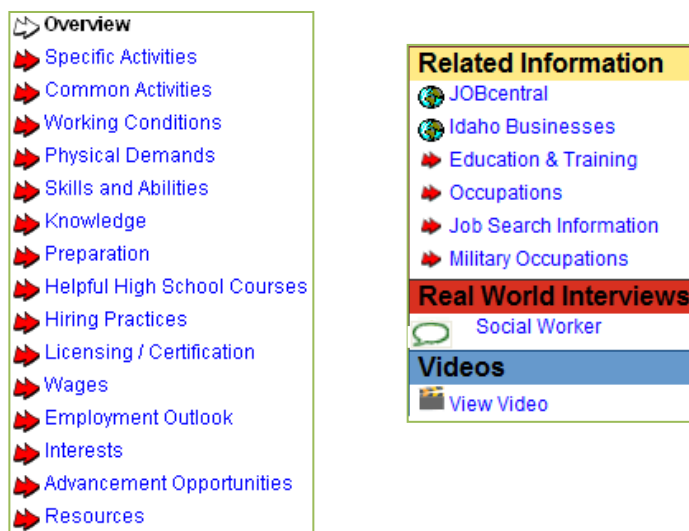 Overview
Specific Activities
Common Activities
Working Conditions
Physical Demands
Skills and Abilities
Knowledge
Preparation
Helpful High School Courses
Hiring Practices
Licensing / Certification
Wages
Employment Outlook
Interests
Advancement Opportunities
Resources
Related Information
JOBcentral
Idaho Businesses
Education & Training
Occupations
Job Search Information
Military Occupations
Real World Interviews
Social Worker
Videos
View Video